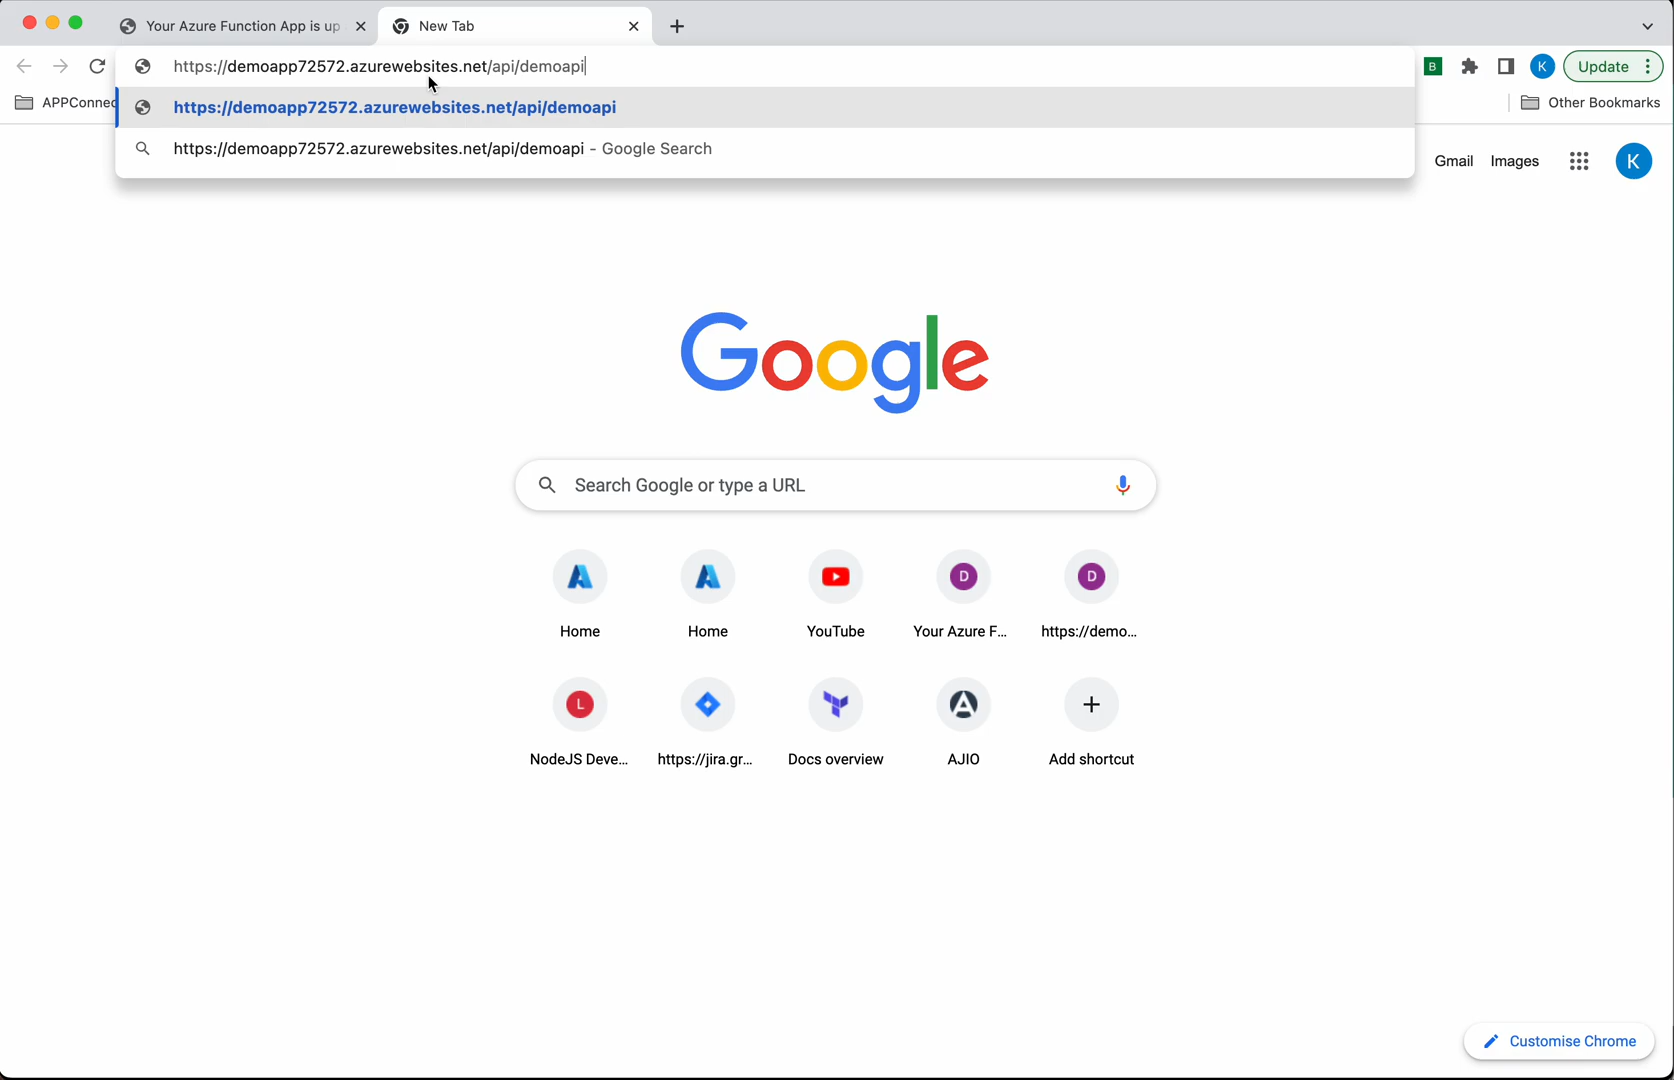 Your Azure Function App is up
New Tab
https://demoapp72572.azurewebsites.net/api/demoapi
B
K
Update
APPConnec
https://demoapp72572.azurewebsites.net/api/demoapi
Other Bookmarks
https://demoapp72572.azurewebsites.net/api/demoapi - Google Search
Gmail
Images
K
Google
Search Google or type a URL
D
D
Home
Home
YouTube
Your Azure F...
https://demo...
L
NodeJS Deve...
https://jira.gr...
Docs overview
AJIO
Add shortcut
Customise Chrome